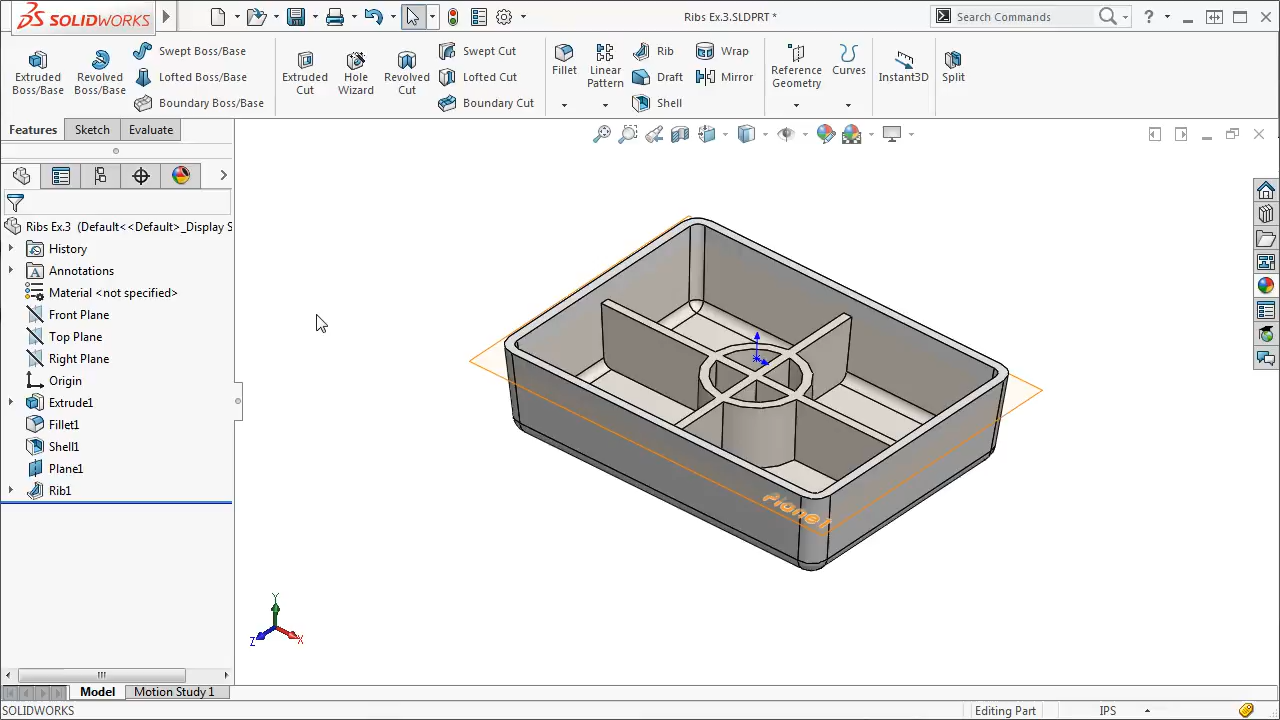 SOLIDWORKS
Ribs Ex.3.SLDPRT *
Search Commands
?
Extruded Boss/Base
Revolved Boss/Base
Swept Boss/Base
Lofted Boss/Base
Boundary Boss/Base
Extruded Cut
Hole Wizard
Revolved Cut
Swept Cut
Lofted Cut
Boundary Cut
Fillet
Linear Pattern
Rib
Draft
Shell
Wrap
Mirror
Reference Geometry
Curves
Instant3D
Split
Features
Sketch
Evaluate
Ribs Ex.3 (Default<<Default>_Display S
History
Annotations
Material <not specified>
Front Plane
Top Plane
Right Plane
Origin
Extrude1
Fillet1
Shell1
Plane1
Rib1
Plane1
Y
Z
X
Model
Motion Study 1
SOLIDWORKS
Editing Part
IPS